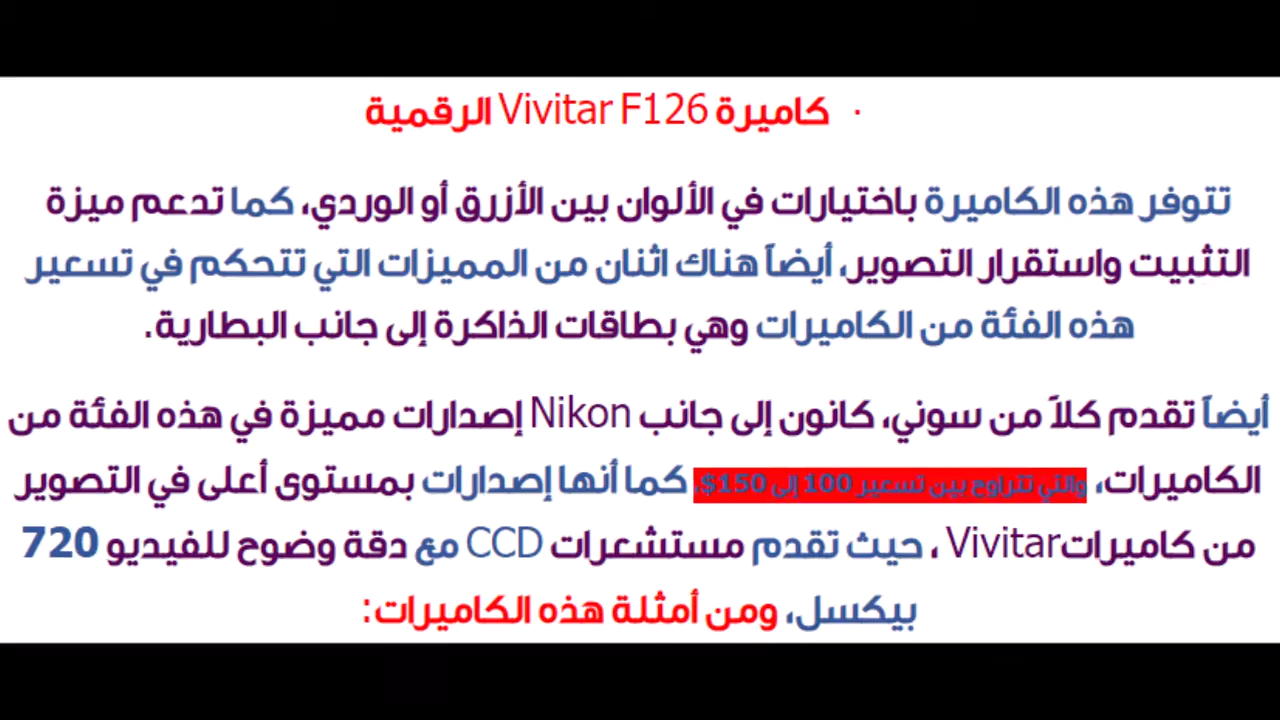 · كاميرة Vivitar F126 الرقمية
تتوفر هذه الكاميرة باختيارات في الألوان بين الأزرق أو الوردي، كما تدعم ميزة
التثبيت واستقرار التصوير، أيضاً هناك اثنان من المميزات التي تتحكم في تسعير
هذه الفئة من الكاميرات وهي بطاقات الذاكرة إلى جانب البطارية.
أيضاً تقدم كلاً من سوني، كانون إلى جانب Nikon إصدارات مميزة في هذه الفئة من
الكاميرات، والتي تتراوح بين تسعير 100 إلى 150$، كما أنها إصدارات بمستوى أعلى في التصوير
من كاميراتVivitar ، حيث تقدم مستشعرات CCD مع دقة وضوح للفيديو 720
بيكسل، ومن أمثلة هذه الكاميرات: